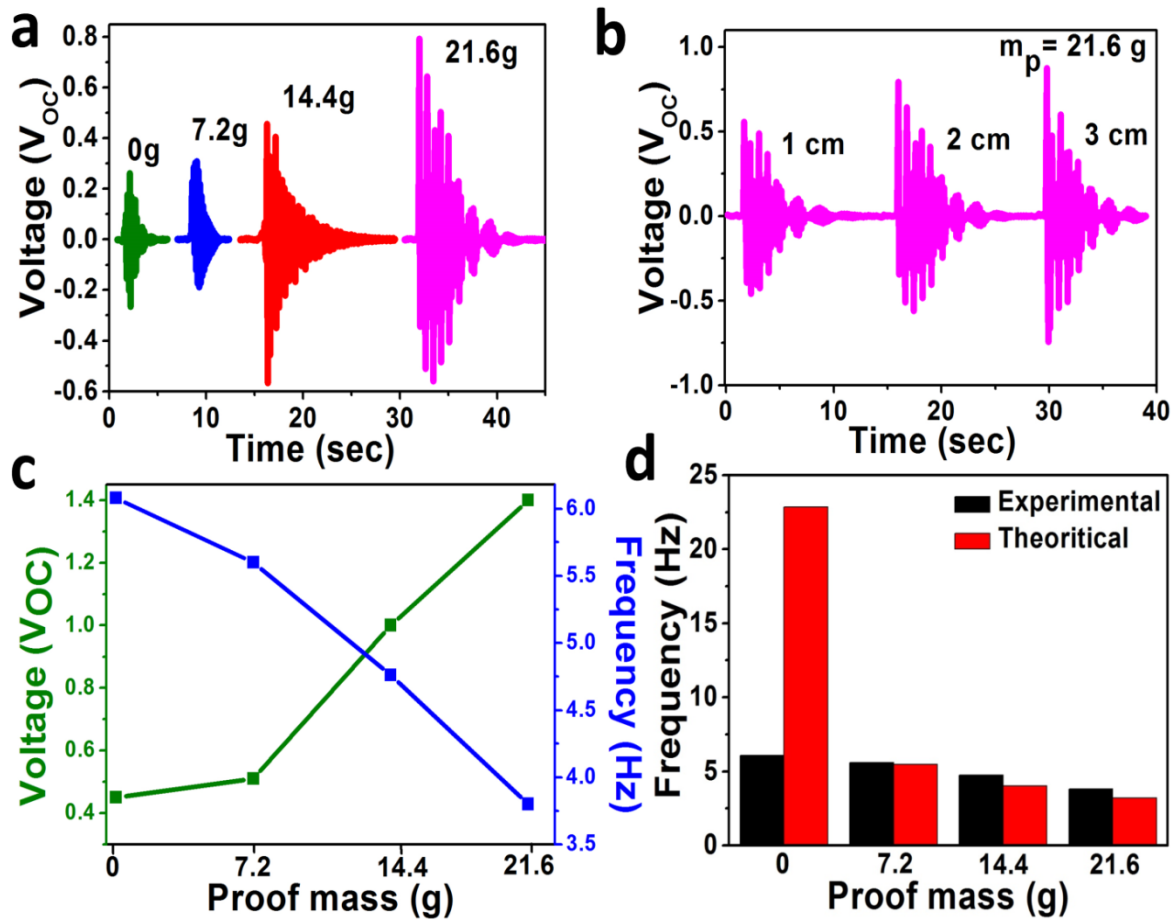 a
Voltage (VOC)
0.8
0.6
0.4
0.2
0.0
-0.2
-0.4
-0.6
0g
7.2g
14.4g
21.6g
0 10 20 30 40
Time (sec)
b
Voltage (VOC)
1.0
0.5
0.0
-0.5
-1.0
mp= 21.6 g
1 cm
2 cm
3 cm
0 10 20 30 40
Time (sec)
c
Voltage (VOC)
1.4
1.2
1.0
0.8
0.6
0.4
6.0
5.5
5.0
4.5
4.0
3.5
Frequency (Hz)
0 7.2 14.4 21.6
Proof mass (g)
d
Frequency (Hz)
25
20
15
10
5
0
Experimental
Theoritical
0 7.2 14.4 21.6
Proof mass (g)